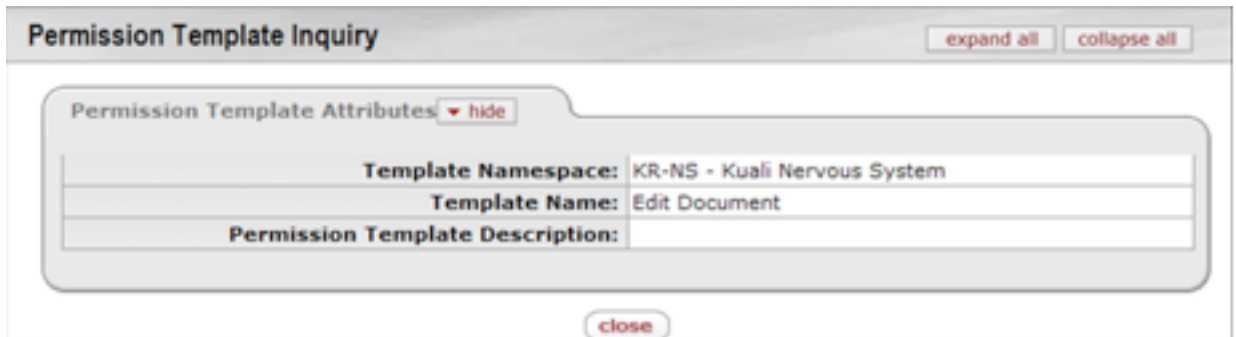 Permission Template Inquiry expand all collapse all
Permission Template Attributes hide
Template Namespace: KR-NS - Kuali Nervous System
Template Name: Edit Document
Permission Template Description:
close